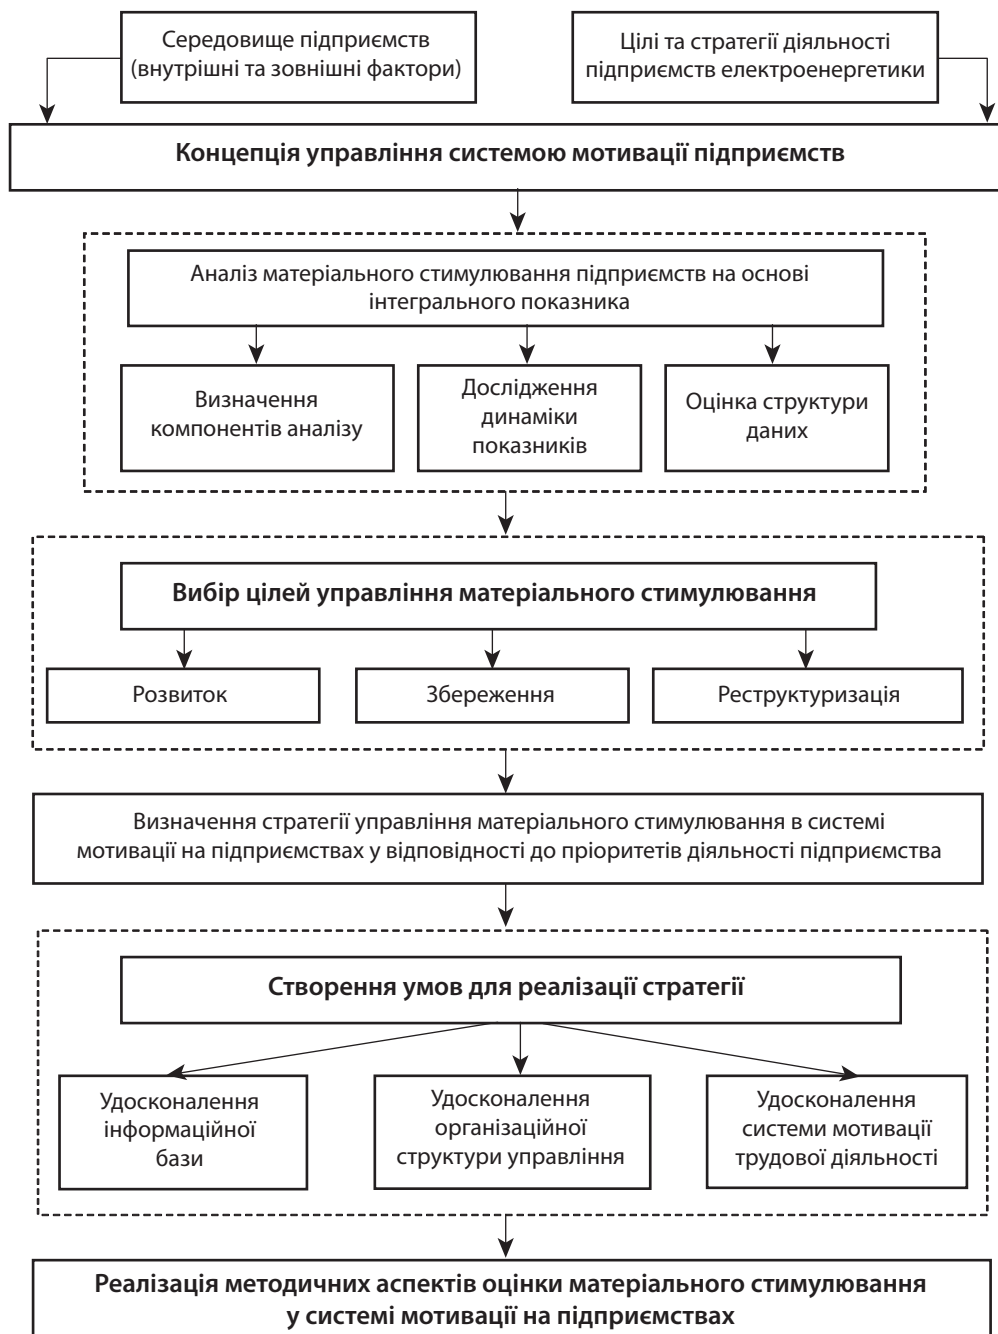 Середовище підприємств
(внутрішні та зовнішні фактори)
Цілі та стратегії діяльності
підприємств електроенергетики
Концепція управління системою мотивації підприємств
Аналіз матеріального стимулювання підприємств на основі
інтегрального показника
Визначення
компонентів аналізу
Дослідження
динаміки
показників
Оцінка структури
даних
Вибір цілей управління матеріального стимулювання
Розвиток
Збереження
Реструктуризація
Визначення стратегії управління матеріального стимулювання в системі
мотивації на підприємствах у відповідності до пріоритетів діяльності підприємства
Створення умов для реалізації стратегії
Удосконалення
інформаційної
бази
Удосконалення
організаційної
структури управління
Удосконалення
системи мотивації
трудової діяльності
Реалізація методичних аспектів оцінки матеріального стимулювання
у системі мотивації на підприємствах